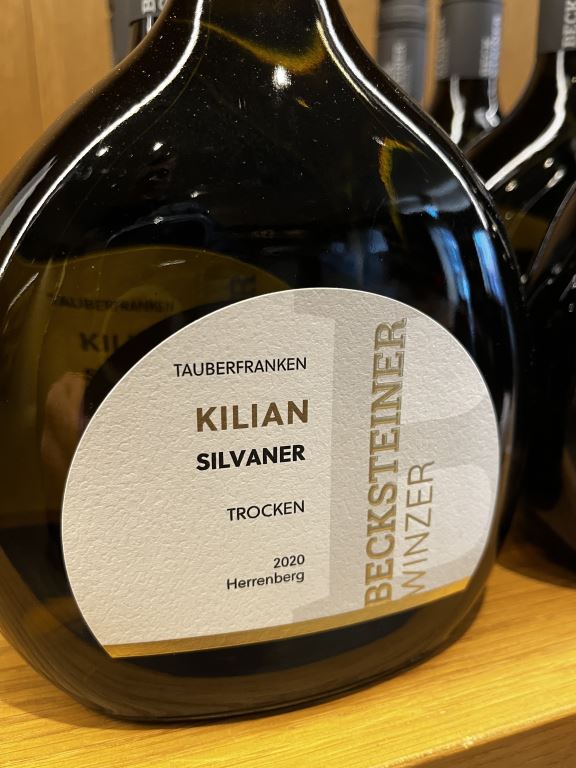 TAUBERFRANKEN
KILIAN
SILVANER
TROCKEN
2020
Herrenberg
BECKSTEINER
WINZER